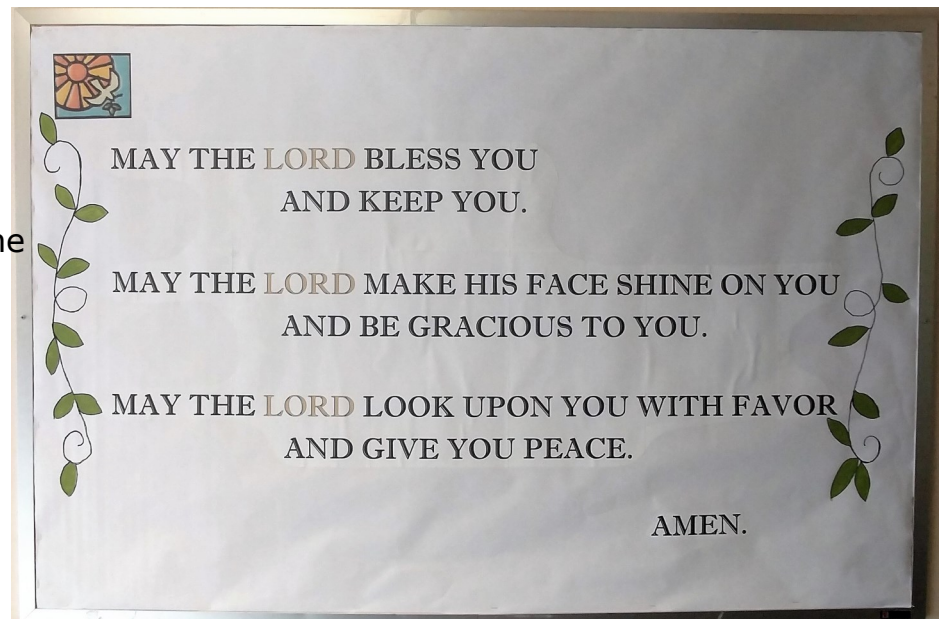 MAY THE LORD BLESS YOU
AND KEEP YOU.
ne
MAY THE LORD MAKE HIS FACE SHINE ON YOU
AND BE GRACIOUS TO YOU.
MAY THE LORD LOOK UPON YOU WITH FAVOR
AND GIVE YOU PEACE.
AMEN.